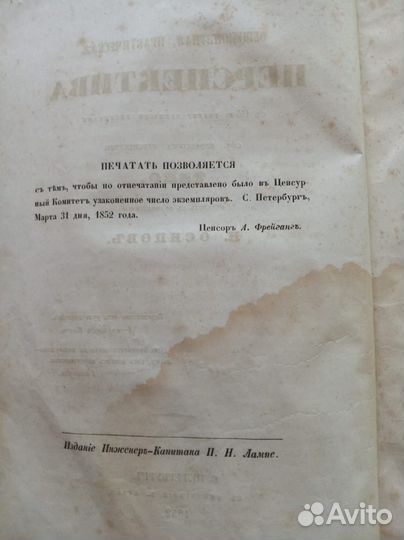 ПЕЧАТАТЬ ПОЗВОЛЯЕТСЯ
съ тѣмъ, чтобы по отпечатаніи представлено было въ Ценсур-
ный Комитетъ узаконенное число экземпляровъ. С. Петербургъ,
Марта 31 дня, 1852 года.
Ценсоръ А. Фрейгангъ.
Изданіе Инженеръ-Капитана П. Н. Лампе.
Avito